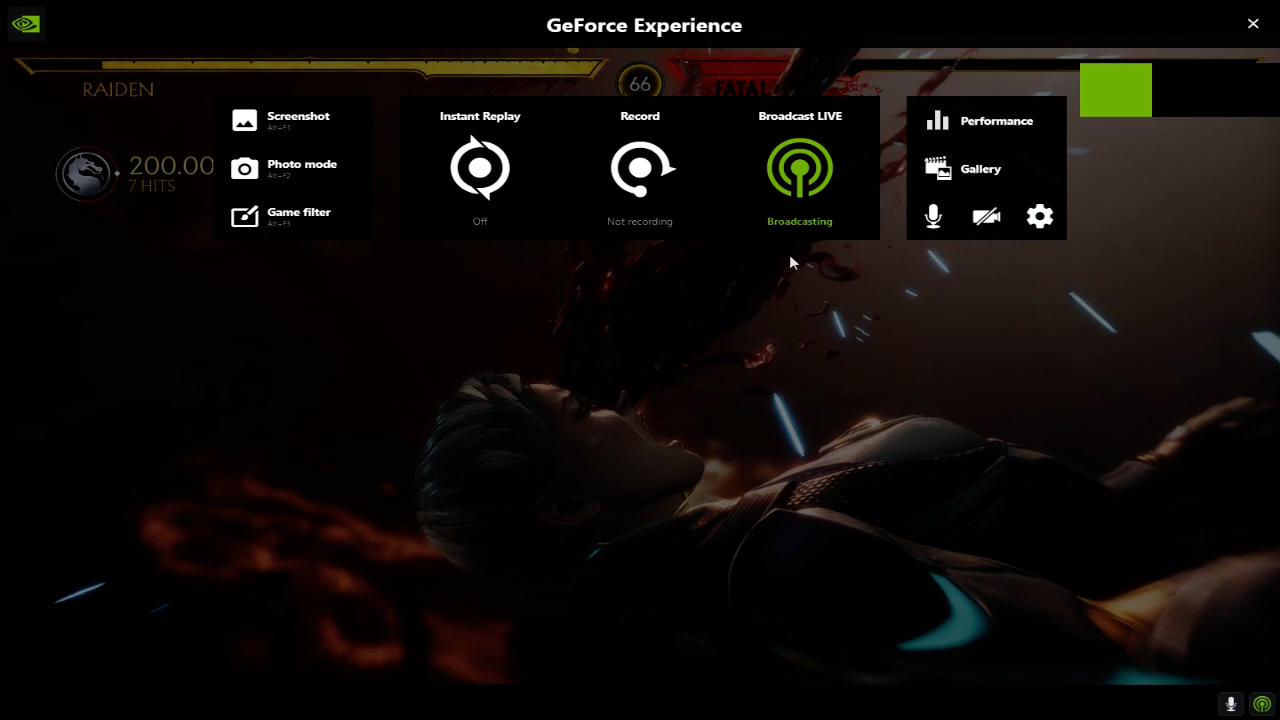 GeForce Experience
RAIDEN
66
FATAL
200.00
7 HITS
Screenshot
Alt+F1
Photo mode
Alt+F2
Game filter
Alt+F3
Instant Replay
Off
Record
Not recording
Broadcast LIVE
Broadcasting
Performance
Gallery